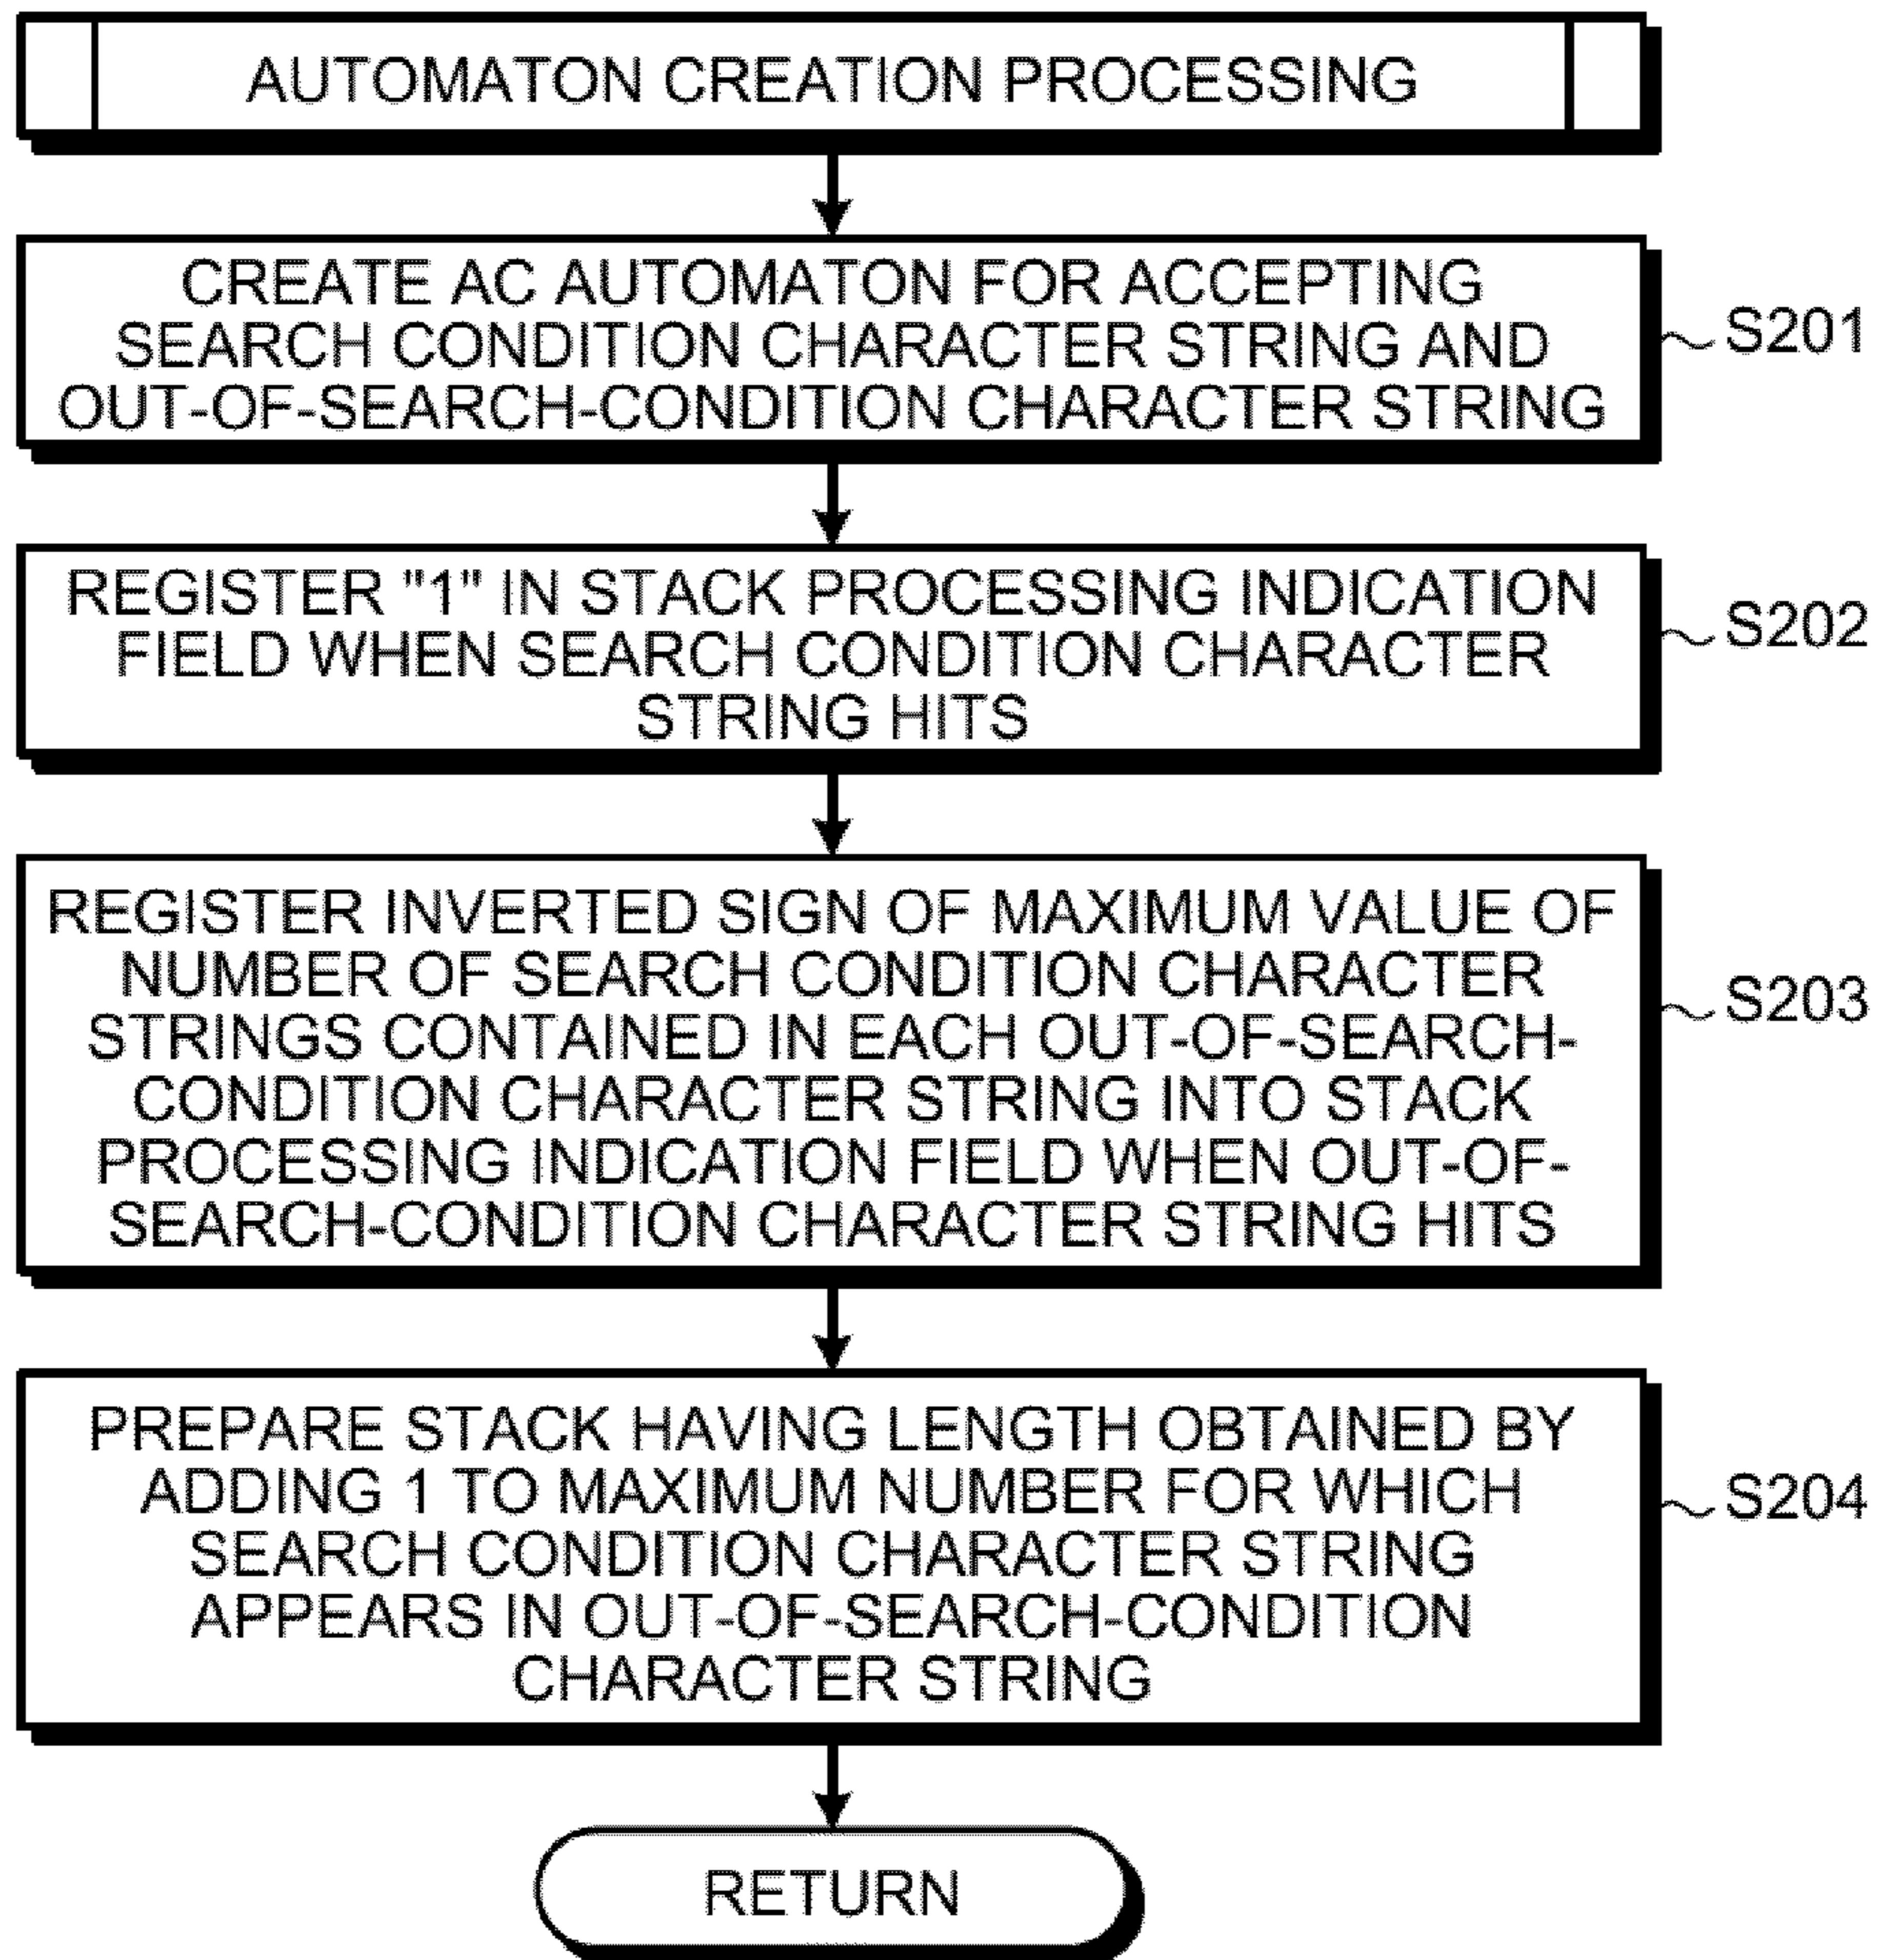 AUTOMATON CREATION PROCESSING
CREATE AC AUTOMATON FOR ACCEPTING
SEARCH CONDITION CHARACTER STRING AND
OUT-OF-SEARCH-CONDITION CHARACTER STRING
S201
REGISTER "1" IN STACK PROCESSING INDICATION
FIELD WHEN SEARCH CONDITION CHARACTER
STRING HITS
S202
REGISTER INVERTED SIGN OF MAXIMUM VALUE OF
NUMBER OF SEARCH CONDITION CHARACTER
STRINGS CONTAINED IN EACH OUT-OF-SEARCH-
CONDITION CHARACTER STRING INTO STACK
PROCESSING INDICATION FIELD WHEN OUT-OF-
SEARCH-CONDITION CHARACTER STRING HITS
S203
PREPARE STACK HAVING LENGTH OBTAINED BY
ADDING 1 TO MAXIMUM NUMBER FOR WHICH
SEARCH CONDITION CHARACTER STRING
APPEARS IN OUT-OF-SEARCH-CONDITION
CHARACTER STRING
S204
RETURN